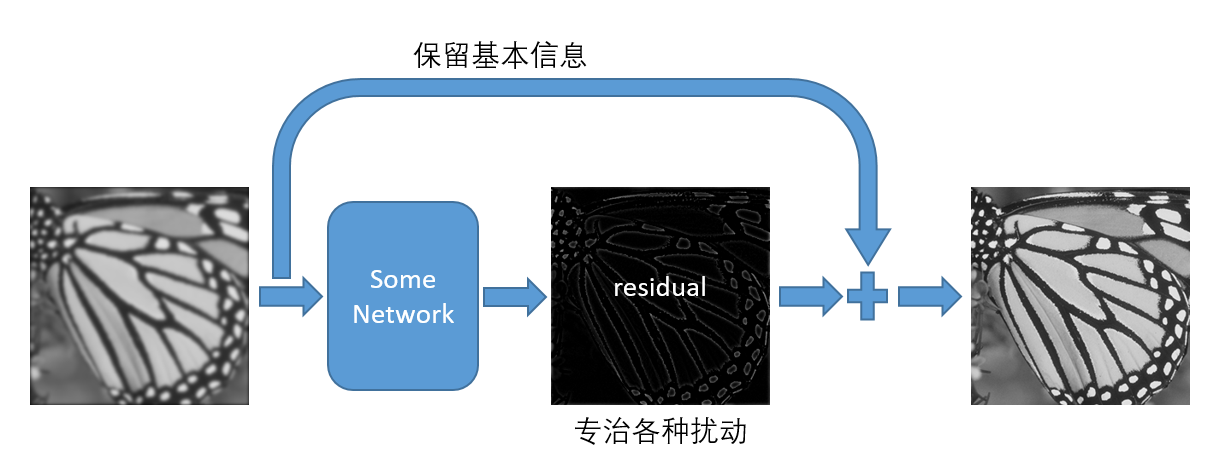 保留基本信息
Some
Network
residual
专治各种扰动